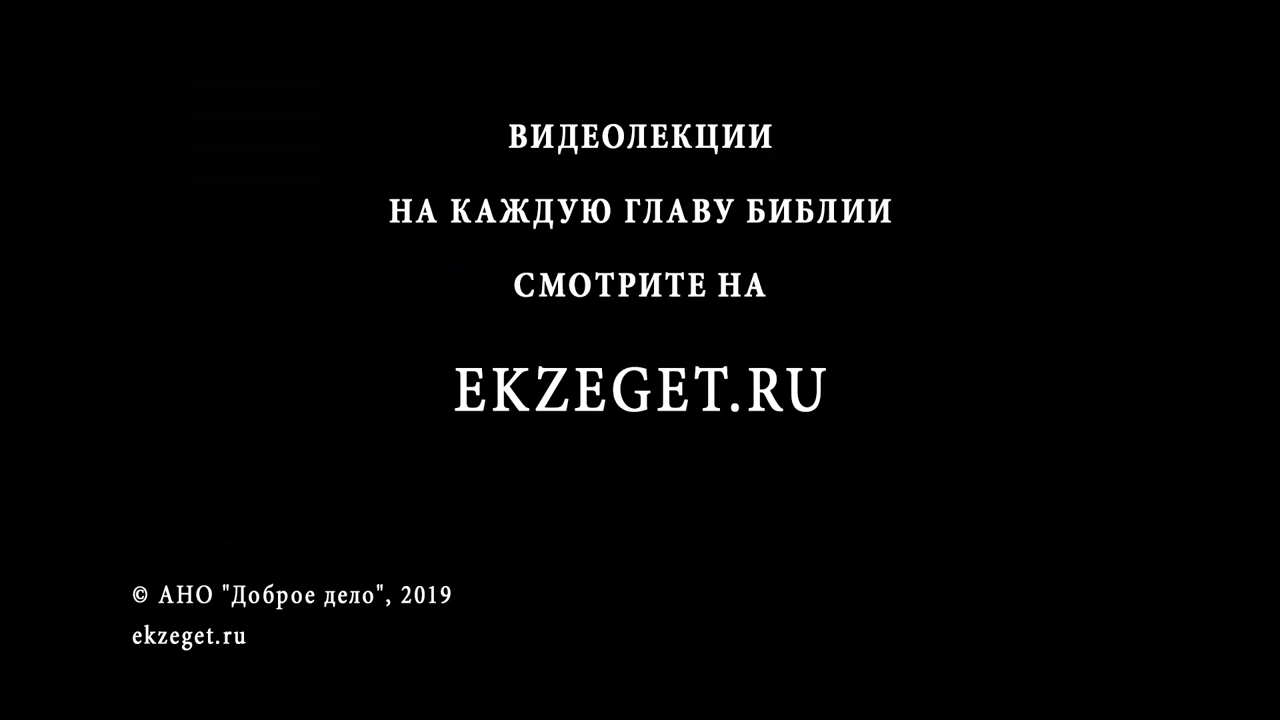 ВИДЕОЛЕКЦИИ
НА КАЖДУЮ ГЛАВУ БИБЛИИ
СМОТРИТЕ НА
EKZEGET.RU
© АНО "Доброе дело", 2019
ekzeget.ru